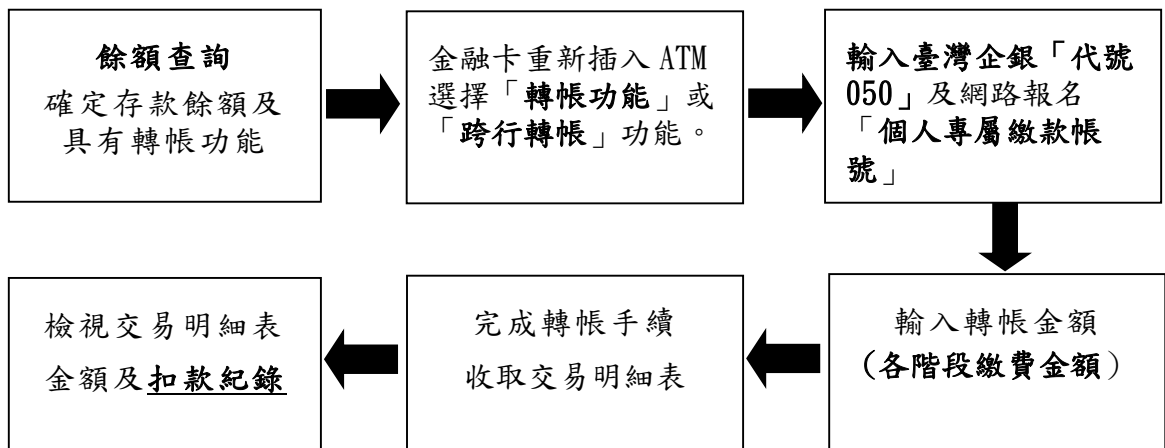 餘額查詢
確定存款餘額及
具有轉帳功能
金融卡重新插入 ATM
選擇「轉帳功能」或
「跨行轉帳」功能。
輸入臺灣企銀「代號
050」及網路報名
「個人專屬繳款帳
號」
輸入轉帳金額
(各階段繳費金額)
完成轉帳手續
收取交易明細表
檢視交易明細表
金額及扣款紀錄